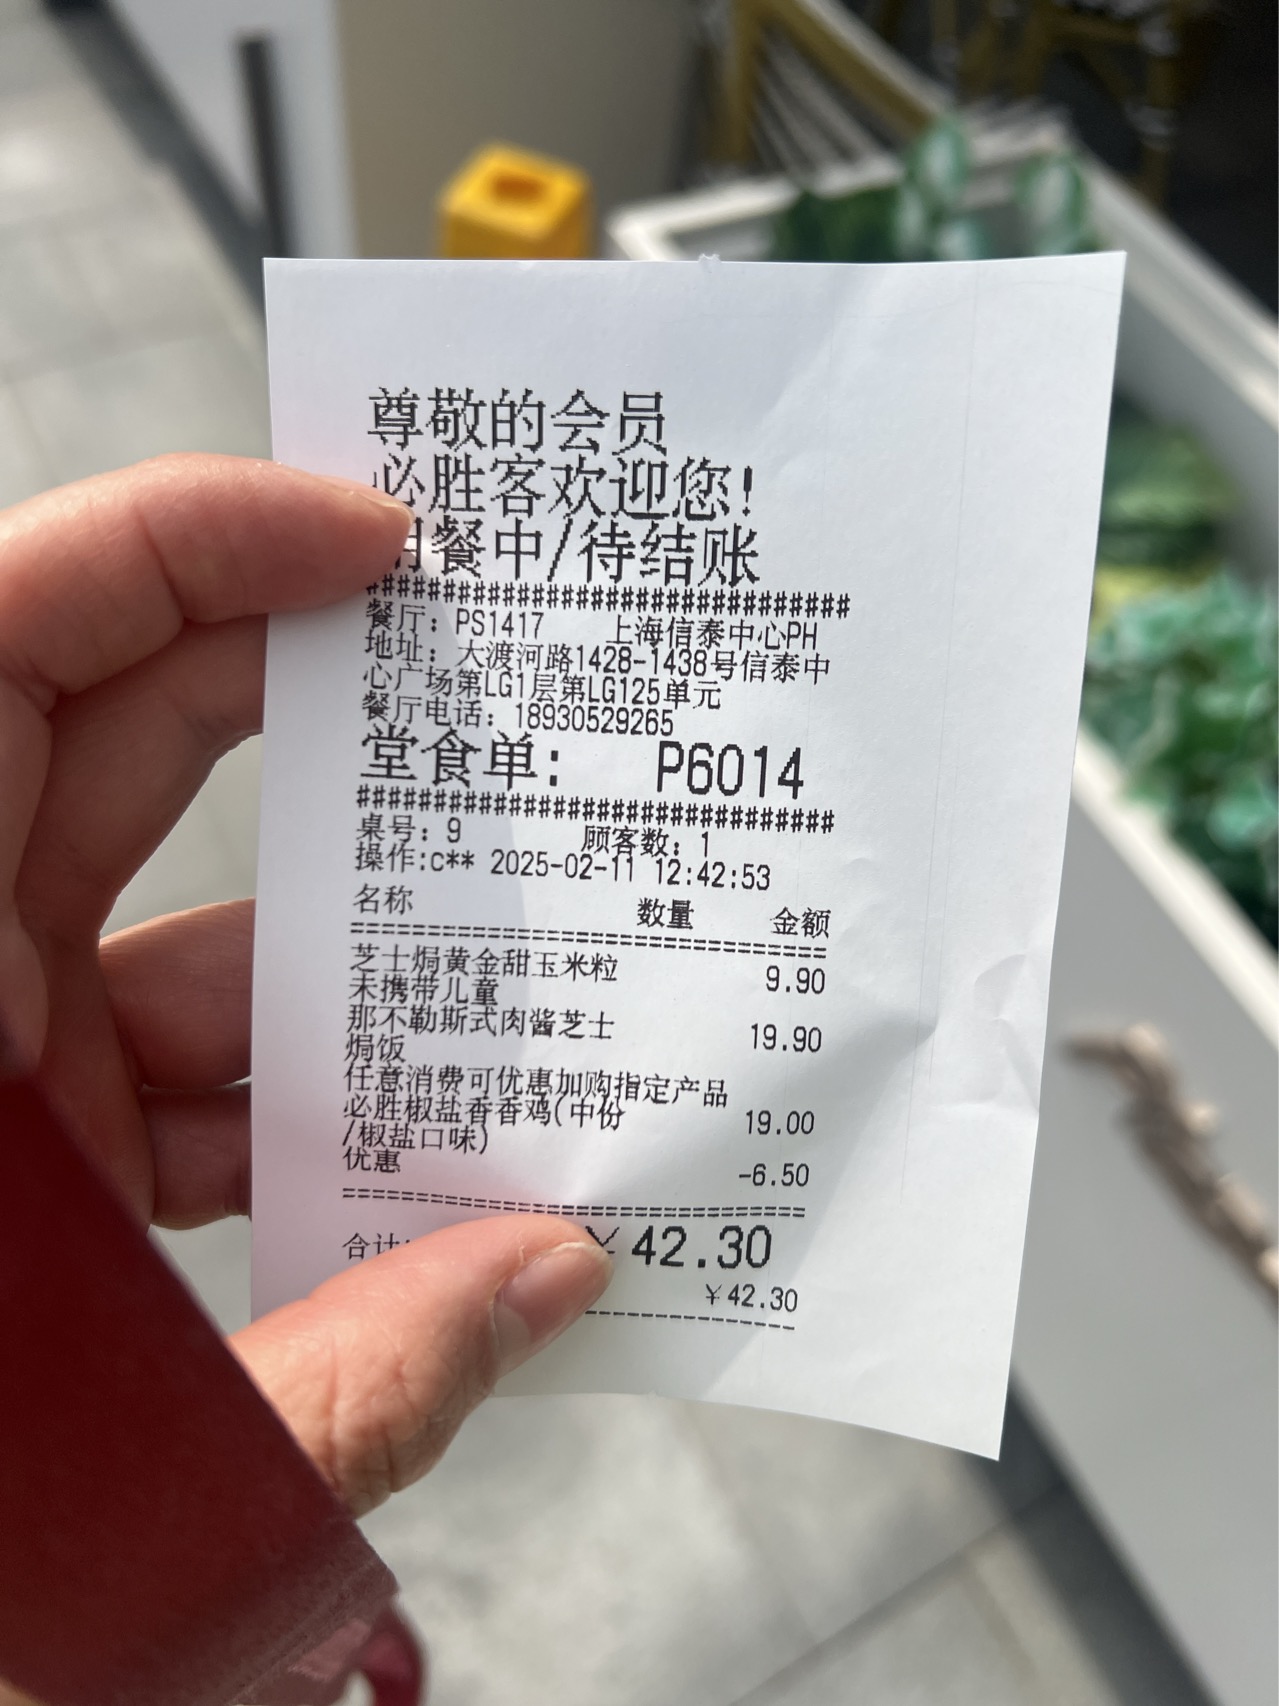 尊敬的会员
必胜客欢迎您!
用餐中/待结账
################################
餐厅: PS1417 上海信泰中心PH
地址: 大渡河路1428-1438号信泰中
心广场第LG1层第LG125单元
餐厅电话: 18930529265
堂食单: P6014
################################
桌号: 9 顾客数: 1
操作:c** 2025-02-11 12:42:53
名称 数量 金额
================================
芝士焗黄金甜玉米粒 9.90
未携带儿童
那不勒斯式肉酱芝士 19.90
焗饭
任意消费可优惠加购指定产品
必胜椒盐香香鸡(中份 19.00
/椒盐口味)
优惠 -6.50
================================
合计: ¥42.30
¥42.30